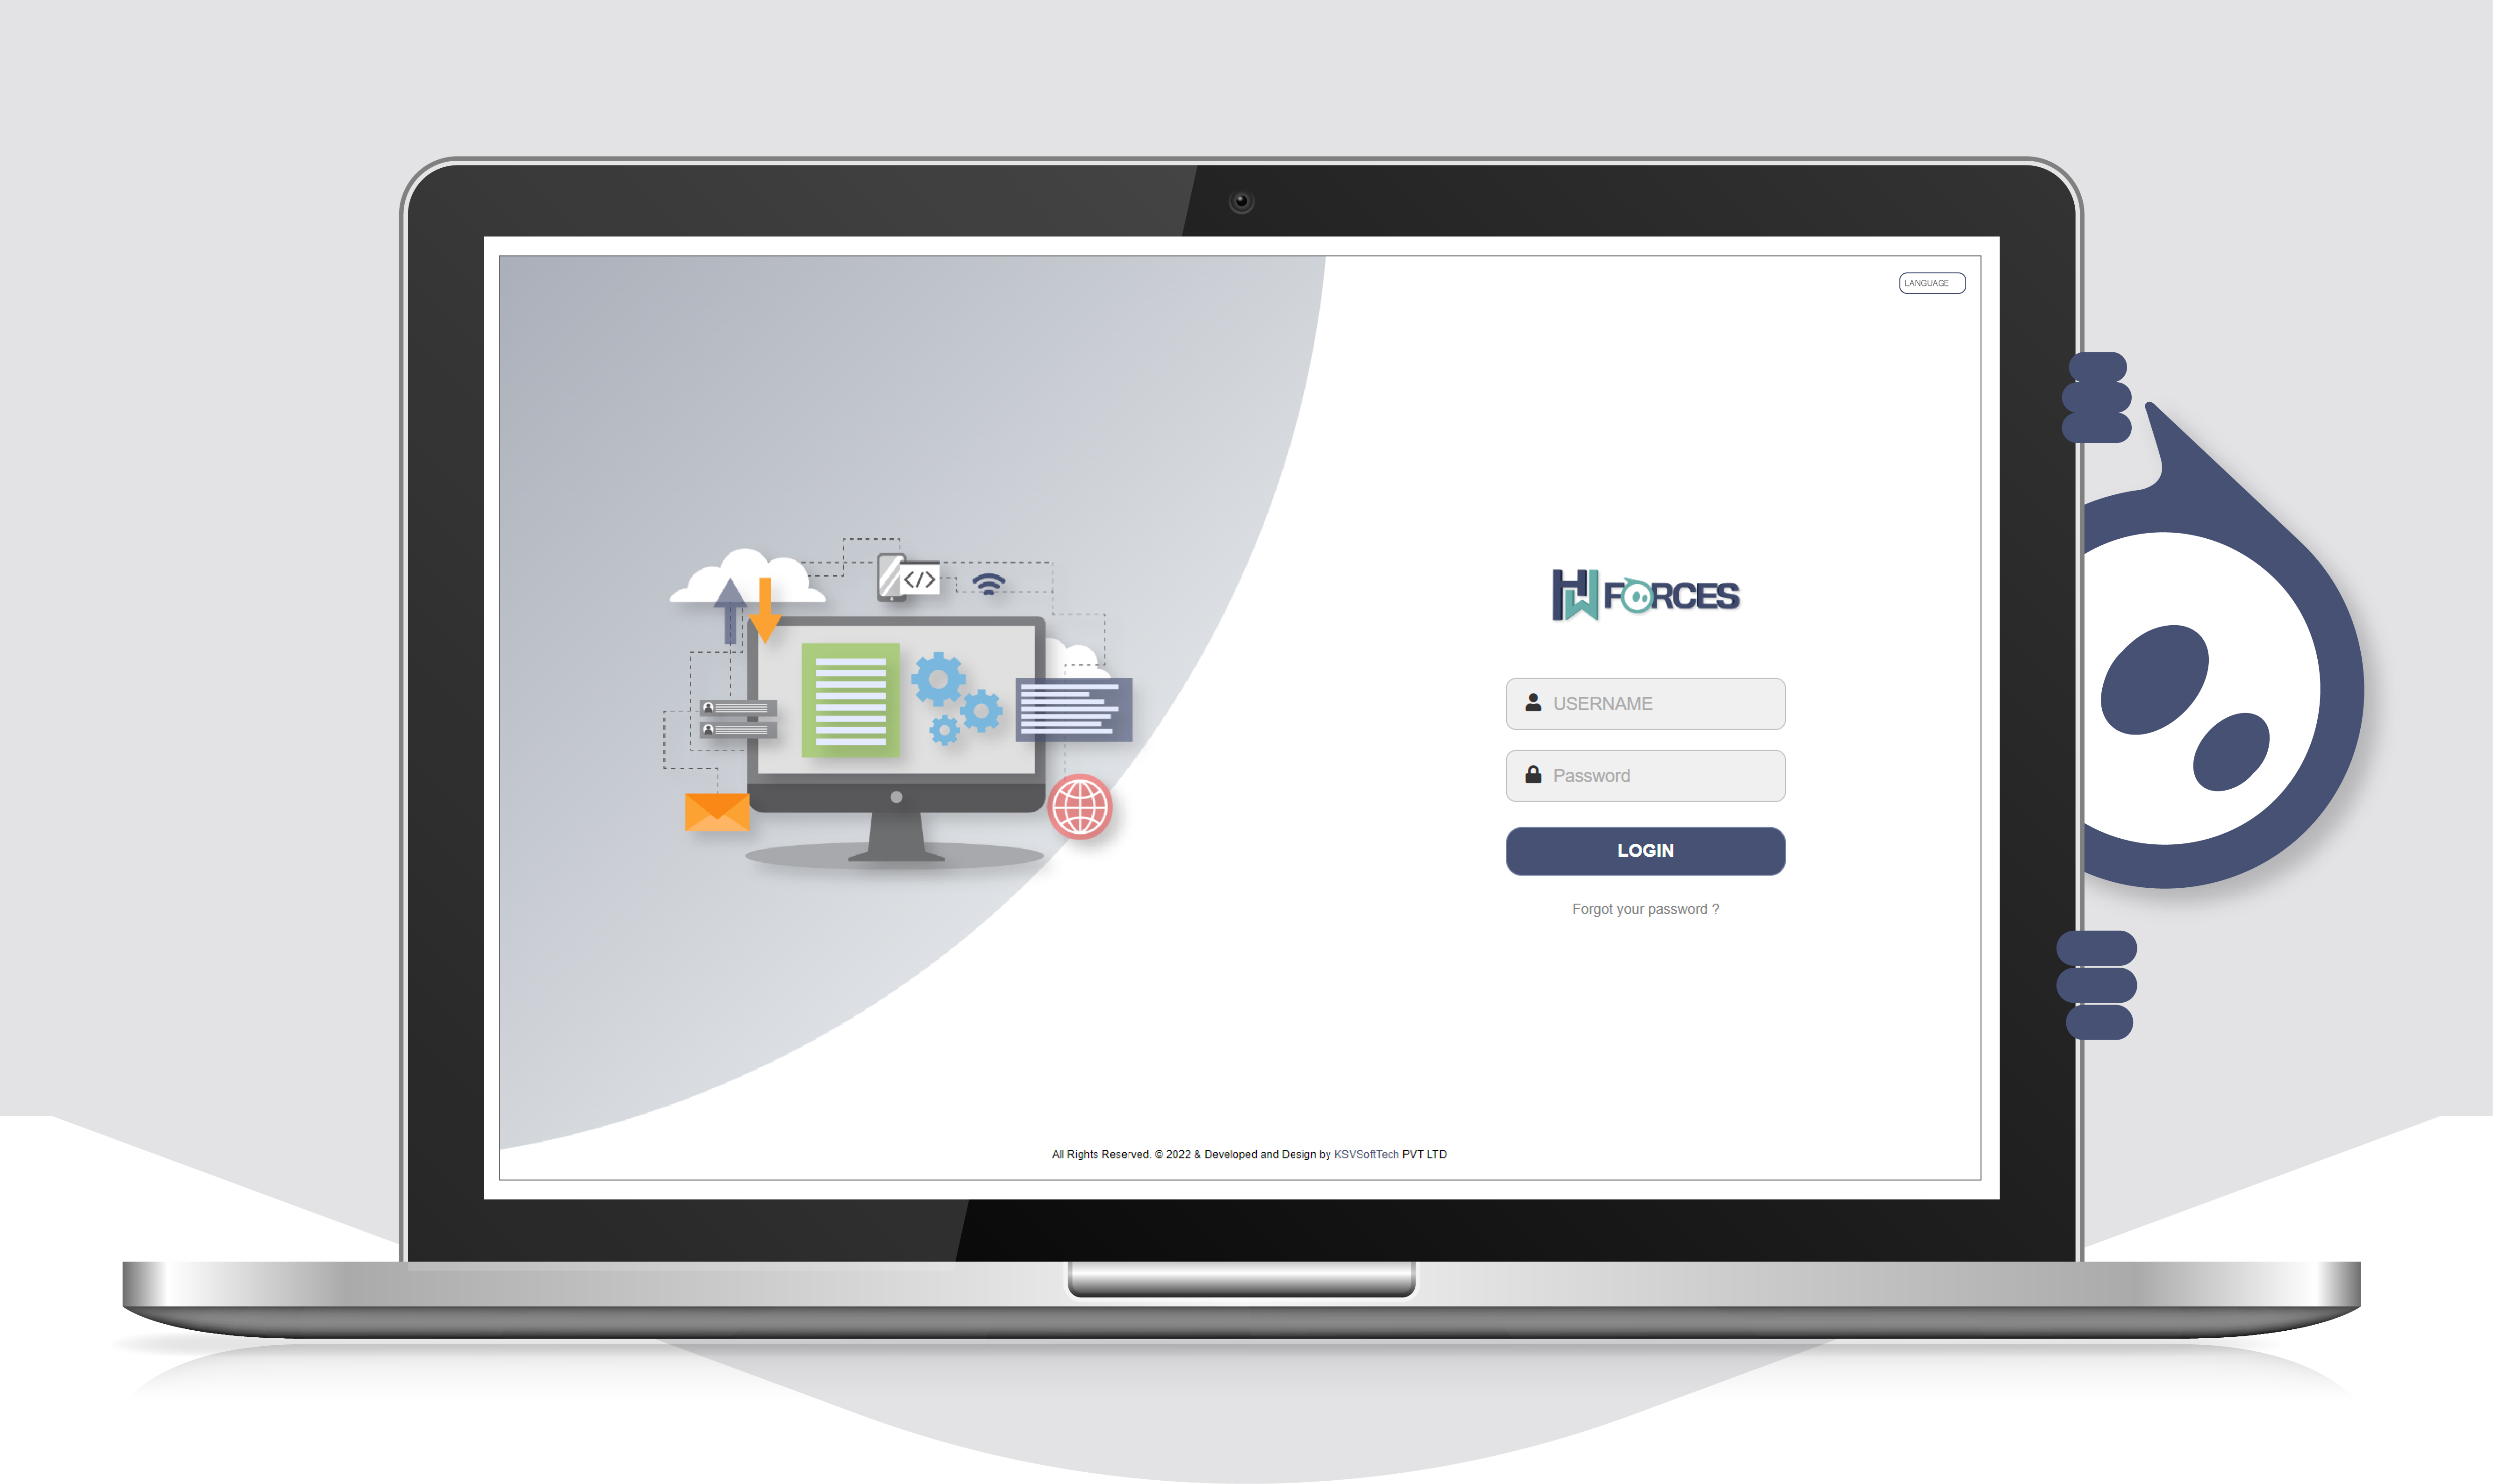 LANGUAGE
</>
HW FORCES
USERNAME
Password
LOGIN
Forgot your password ?
All Rights Reserved. © 2022 & Developed and Design by KSVSoftTech PVT LTD